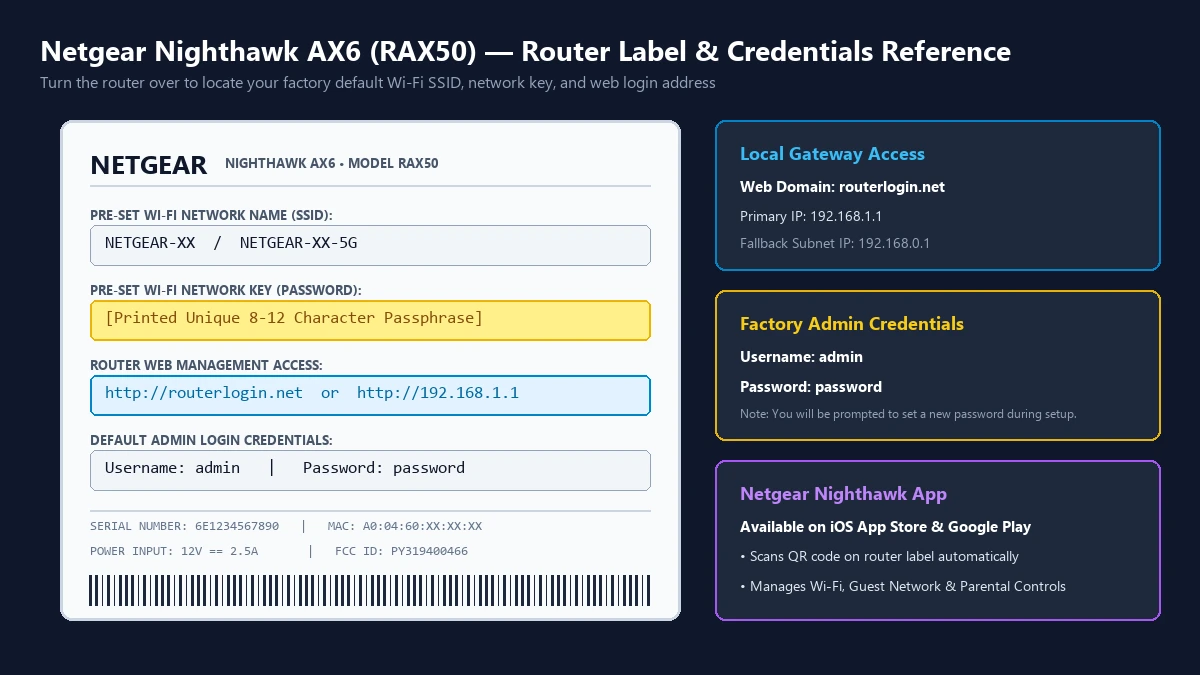 Netgear Nighthawk AX6 (RAX50) — Router Label & Credentials Reference
Turn the router over to locate your factory default Wi-Fi SSID, network key, and web login address
NETGEAR NIGHTHAWK AX6 • MODEL RAX50
PRE-SET WI-FI NETWORK NAME (SSID):
NETGEAR-XX / NETGEAR-XX-5G
PRE-SET WI-FI NETWORK KEY (PASSWORD):
[Printed Unique 8-12 Character Passphrase]
ROUTER WEB MANAGEMENT ACCESS:
http://routerlogin.net or http://192.168.1.1
DEFAULT ADMIN LOGIN CREDENTIALS:
Username: admin | Password: password
SERIAL NUMBER: 6E1234567890 | MAC: A0:04:60:XX:XX:XX
POWER INPUT: 12V == 2.5A | FCC ID: PY319400466
Local Gateway Access
Web Domain: routerlogin.net
Primary IP: 192.168.1.1
Fallback Subnet IP: 192.168.0.1
Factory Admin Credentials
Username: admin
Password: password
Note: You will be prompted to set a new password during setup.
Netgear Nighthawk App
Available on iOS App Store & Google Play
• Scans QR code on router label automatically
• Manages Wi-Fi, Guest Network & Parental Controls